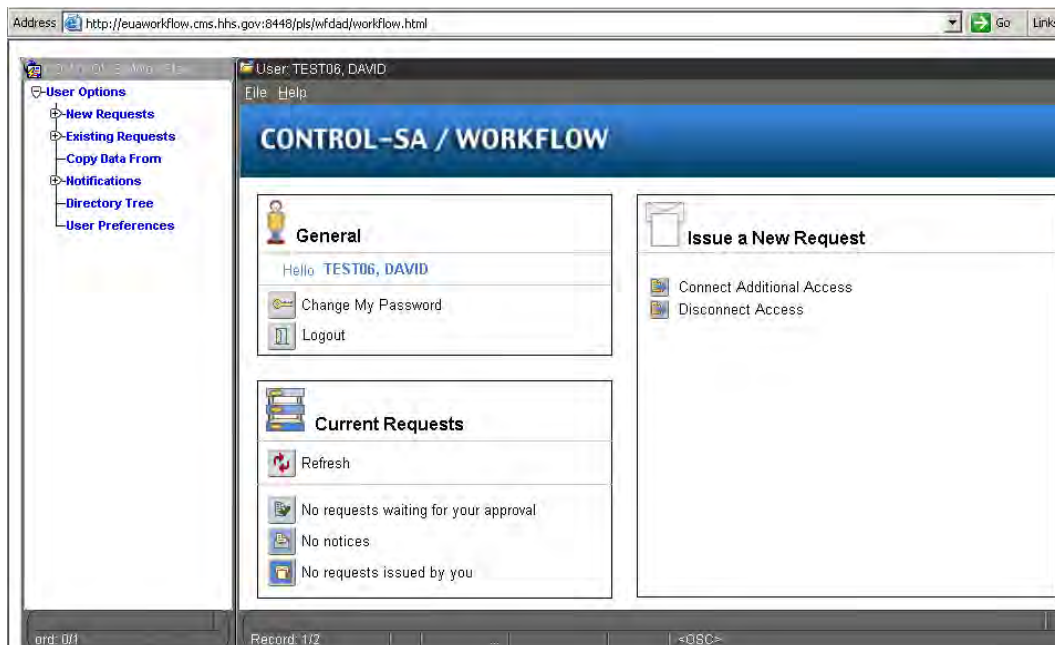 Address http://euaworkflow.cms.hhs.gov:8448/pls/wfdad/workflow.html Go Links
User Options
New Requests
Existing Requests
Copy Data From
Notifications
Directory Tree
User Preferences
User: TEST06, DAVID
File Help
CONTROL-SA / WORKFLOW
General
Hello TEST06, DAVID
Change My Password
Logout
Current Requests
Refresh
No requests waiting for your approval
No notices
No requests issued by you
Issue a New Request
Connect Additional Access
Disconnect Access
ord: 0/1
Record: 1/2
... <OSC>